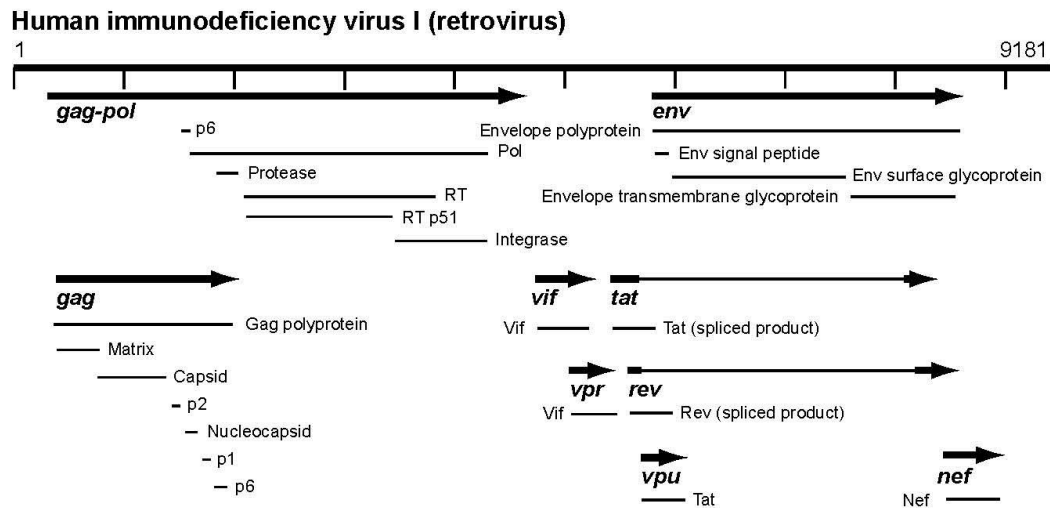 Human immunodeficiency virus I (retrovirus)
1 9181
gag-pol env
p6 Envelope polyprotein
Pol Env signal peptide
Protease Env surface glycoprotein
RT Envelope transmembrane glycoprotein
RT p51
Integrase
gag vif tat
Gag polyprotein Vif Tat (spliced product)
Matrix
Capsid vpr rev
p2 Vif Rev (spliced product)
Nucleocapsid
p1 vpu nef
p6 Tat Nef